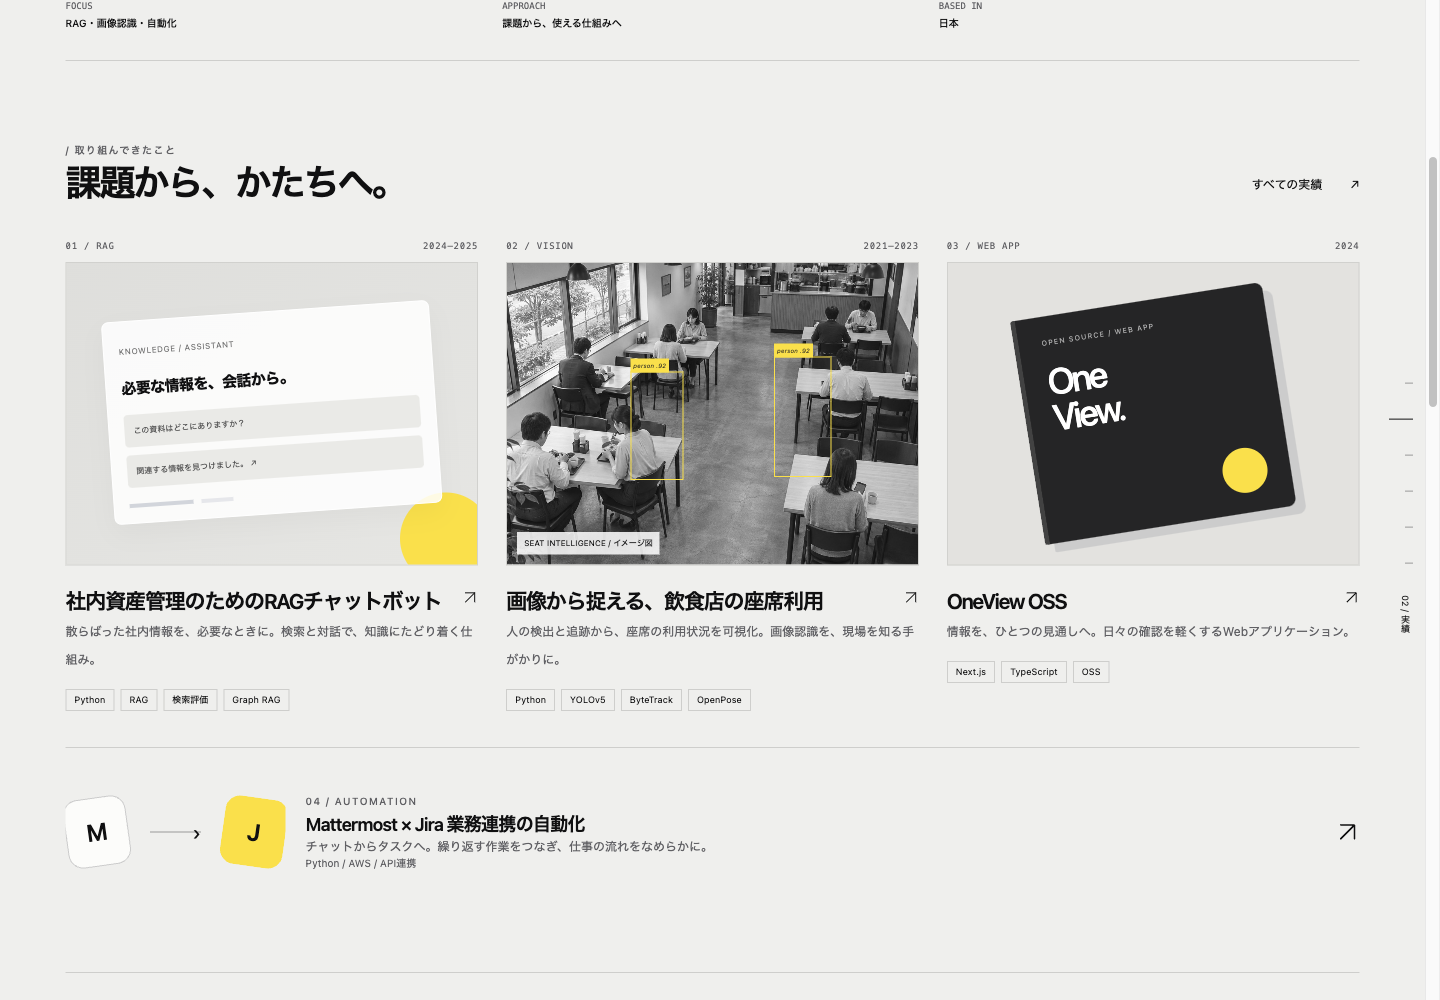 FOCUS
RAG・画像認識・自動化
APPROACH
課題から、使える仕組みへ
BASED IN
日本
/ 取り組んできたこと
課題から、かたちへ。
すべての実績
01 / RAG
2024—2025
KNOWLEDGE / ASSISTANT
必要な情報を、会話から。
この資料はどこにありますか？
関連する情報を見つけました。 ↗
社内資産管理のためのRAGチャットボット
散らばった社内情報を、必要なときに。検索と対話で、知識にたどり着く仕
組み。
Python
RAG
検索評価
Graph RAG
02 / VISION
2021—2023
person .92
person .92
SEAT INTELLIGENCE / イメージ図
画像から捉える、飲食店の座席利用
人の検出と追跡から、座席の利用状況を可視化。画像認識を、現場を知る手
がかりに。
Python
YOLOv5
ByteTrack
OpenPose
03 / WEB APP
2024
OPEN SOURCE / WEB APP
One
View.
OneView OSS
情報を、ひとつの見通しへ。日々の確認を軽くするWebアプリケーション。
Next.js
TypeScript
OSS
02 / 実績
M
J
04 / AUTOMATION
Mattermost × Jira 業務連携の自動化
チャットからタスクへ。繰り返す作業をつなぎ、仕事の流れをなめらかに。
Python / AWS / API連携